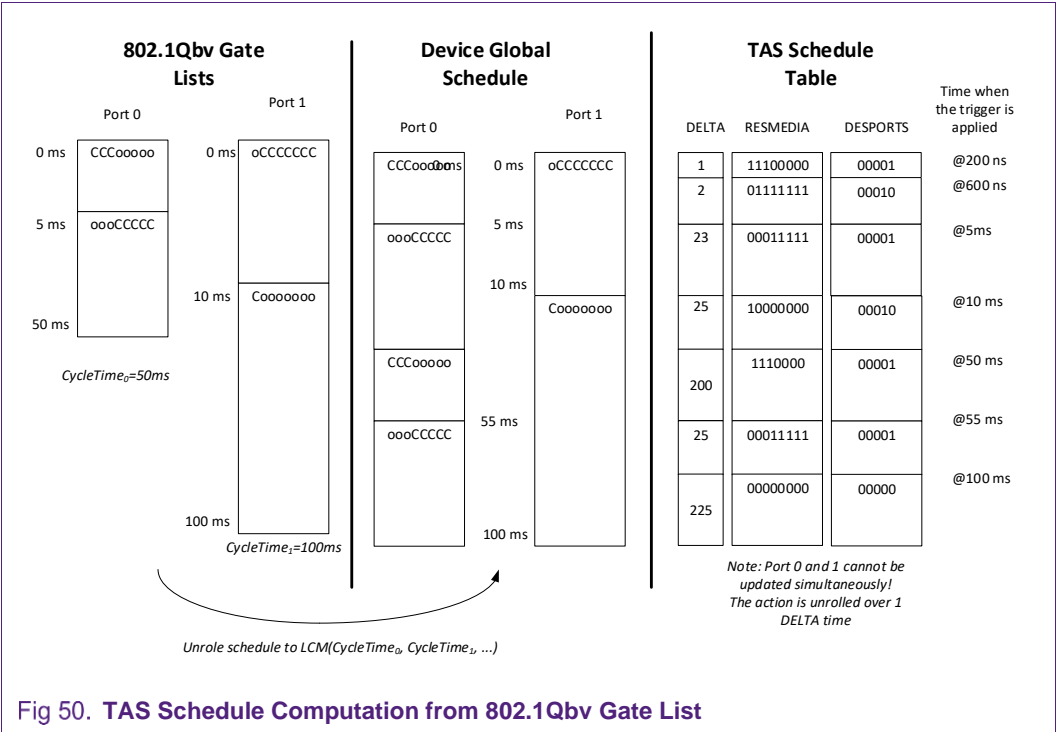 802.1Qbv Gate
Lists
Port 0
Port 1
0 ms
CCCooooo
5 ms
oooCCCCC
50 ms
CycleTime₀=50ms
0 ms
oCCCCCCC
10 ms
Cooooooo
100 ms
CycleTime₁=100ms
Device Global
Schedule
Port 0
Port 1
CCCooooo
0 ms
oooCCCCC
CCCooooo
oooCCCCC
55 ms
0 ms
oCCCCCCC
5 ms
10 ms
Cooooooo
100 ms
TAS Schedule
Table
Time when
the trigger is
applied
DELTA RESMEDIA DESPORTS
1 11100000 00001 @200 ns
2 01111111 00010 @600 ns
23 00011111 00001 @5ms
25 10000000 00010 @10 ms
200 1110000 00001 @50 ms
25 00011111 00001 @55 ms
225 00000000 00000 @100 ms
Note: Port 0 and 1 cannot be
updated simultaneously!
The action is unrolled over 1
DELTA time
Unrole schedule to LCM(CycleTime₀, CycleTime₁, ...)
Fig 50. TAS Schedule Computation from 802.1Qbv Gate List